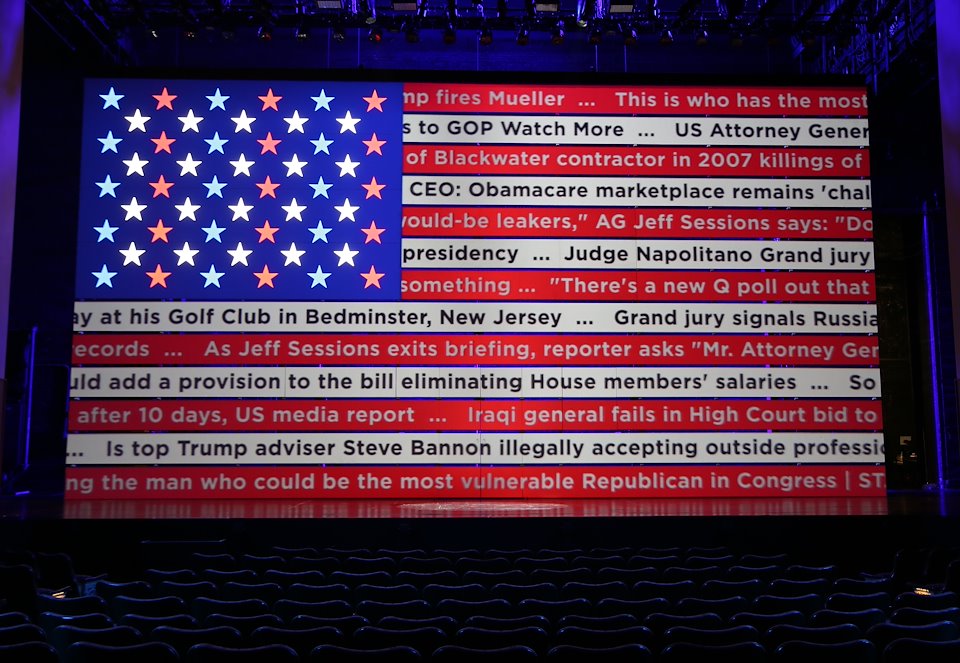 mp fires Mueller ... This is who has the most
s to GOP Watch More ... US Attorney Gener
of Blackwater contractor in 2007 killings of
CEO: Obamacare marketplace remains 'chal
ould-be leakers," AG Jeff Sessions says: "Do
presidency ... Judge Napolitano Grand jury
something ... "There's a new Q poll out that
ay at his Golf Club in Bedminster, New Jersey ... Grand jury signals Russia
ecords ... As Jeff Sessions exits briefing, reporter asks "Mr. Attorney Ger
uld add a provision to the bill eliminating House members' salaries ... So
after 10 days, US media report ... Iraqi general fails in High Court bid to
... Is top Trump adviser Steve Bannon illegally accepting outside professio
ng the man who could be the most vulnerable Republican in Congress | ST